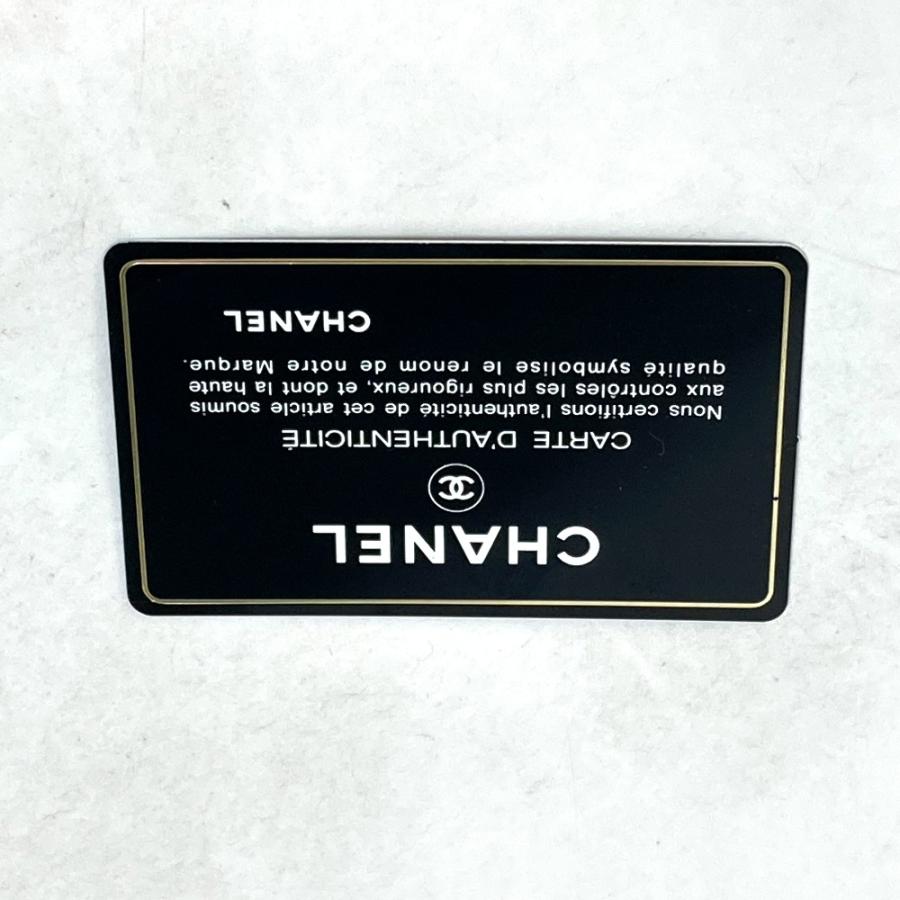 CHANEL
CARTE D'AUTHENTICITÉ
Nous certifions l'authenticité de cet article soumis
aux contrôles les plus rigoureux, et dont la haute
qualité symbolise le renom de notre Marque.
CHANEL